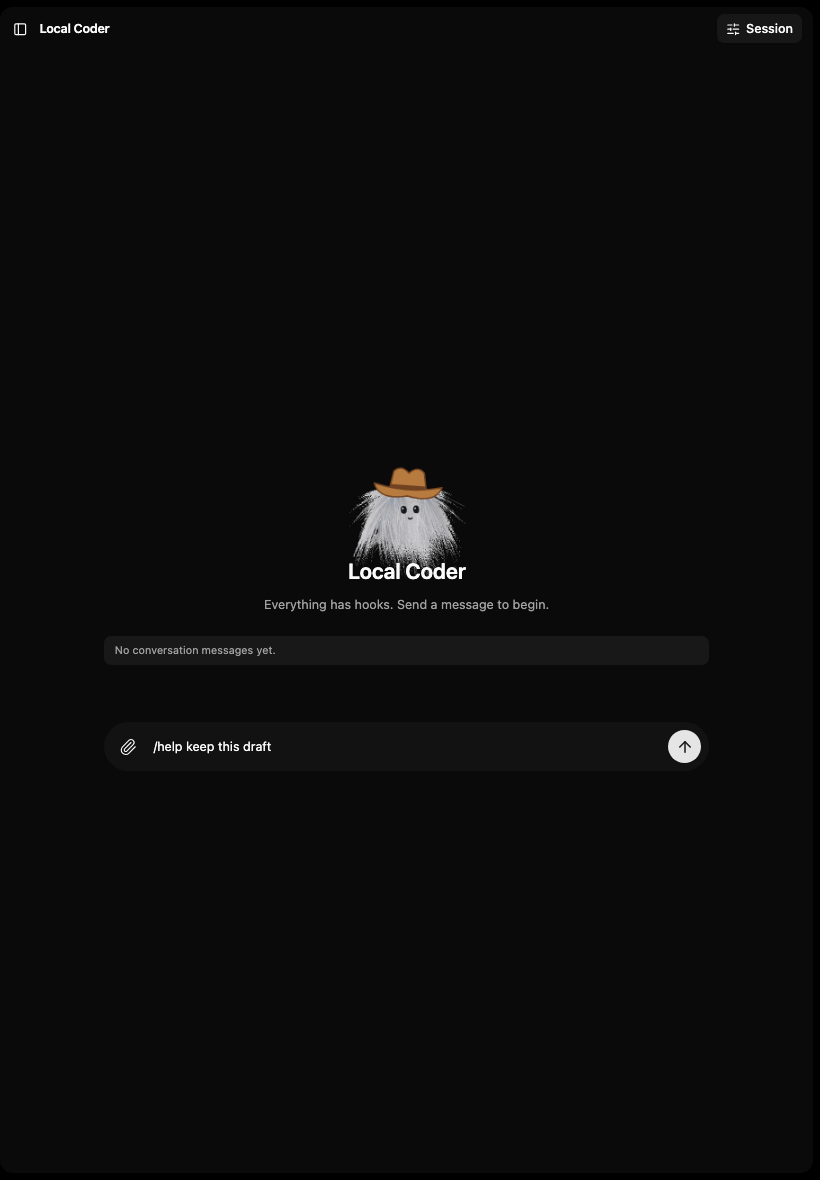 Local Coder
Session
Local Coder
Everything has hooks. Send a message to begin.
No conversation messages yet.
/help keep this draft